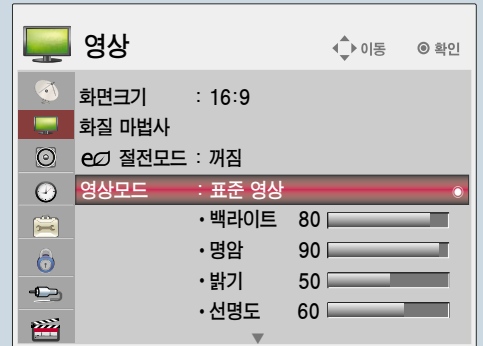 영상 이동 ◉ 확인
화면크기 : 16:9
화질 마법사
e 절전모드 : 꺼짐
영상모드 : 표준 영상
• 백라이트 80
• 명암 90
• 밝기 50
• 선명도 60
▼